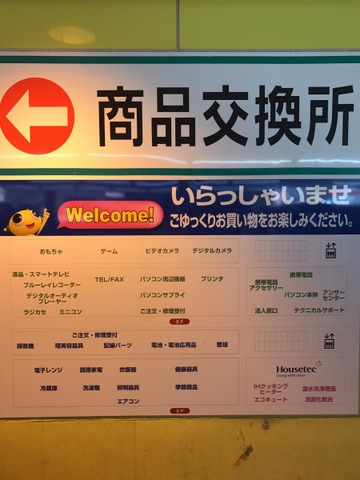 商品交換所
いらっしゃいませ
Welcome! ごゆっくりお買い物をお楽しみください。
おもちゃ ゲーム ビデオカメラ デジタルカメラ
液晶・スマートテレビ
ブルーレイレコーダー
TEL/FAX パソコン周辺機器 プリンタ
デジタルオーディオ
プレーヤー
パソコンサプライ
ラジカセ ミニコン ご注文・修理受付
携帯電話
アクセサリー
携帯電話
パソコン本体
アンサー
センター
法人窓口 テクニカルサポート
3F
ご注文・修理受付
掃除機 理美容器具 配線パーツ 電池・電池応用品 管球
電子レンジ 調理家電 炊飯器 健康器具
冷蔵庫 洗濯機 照明器具 季節商品
エアコン
Housetec
IHクッキング
ヒーター
温水洗浄便座
エコキュート 洗面化粧台
2F